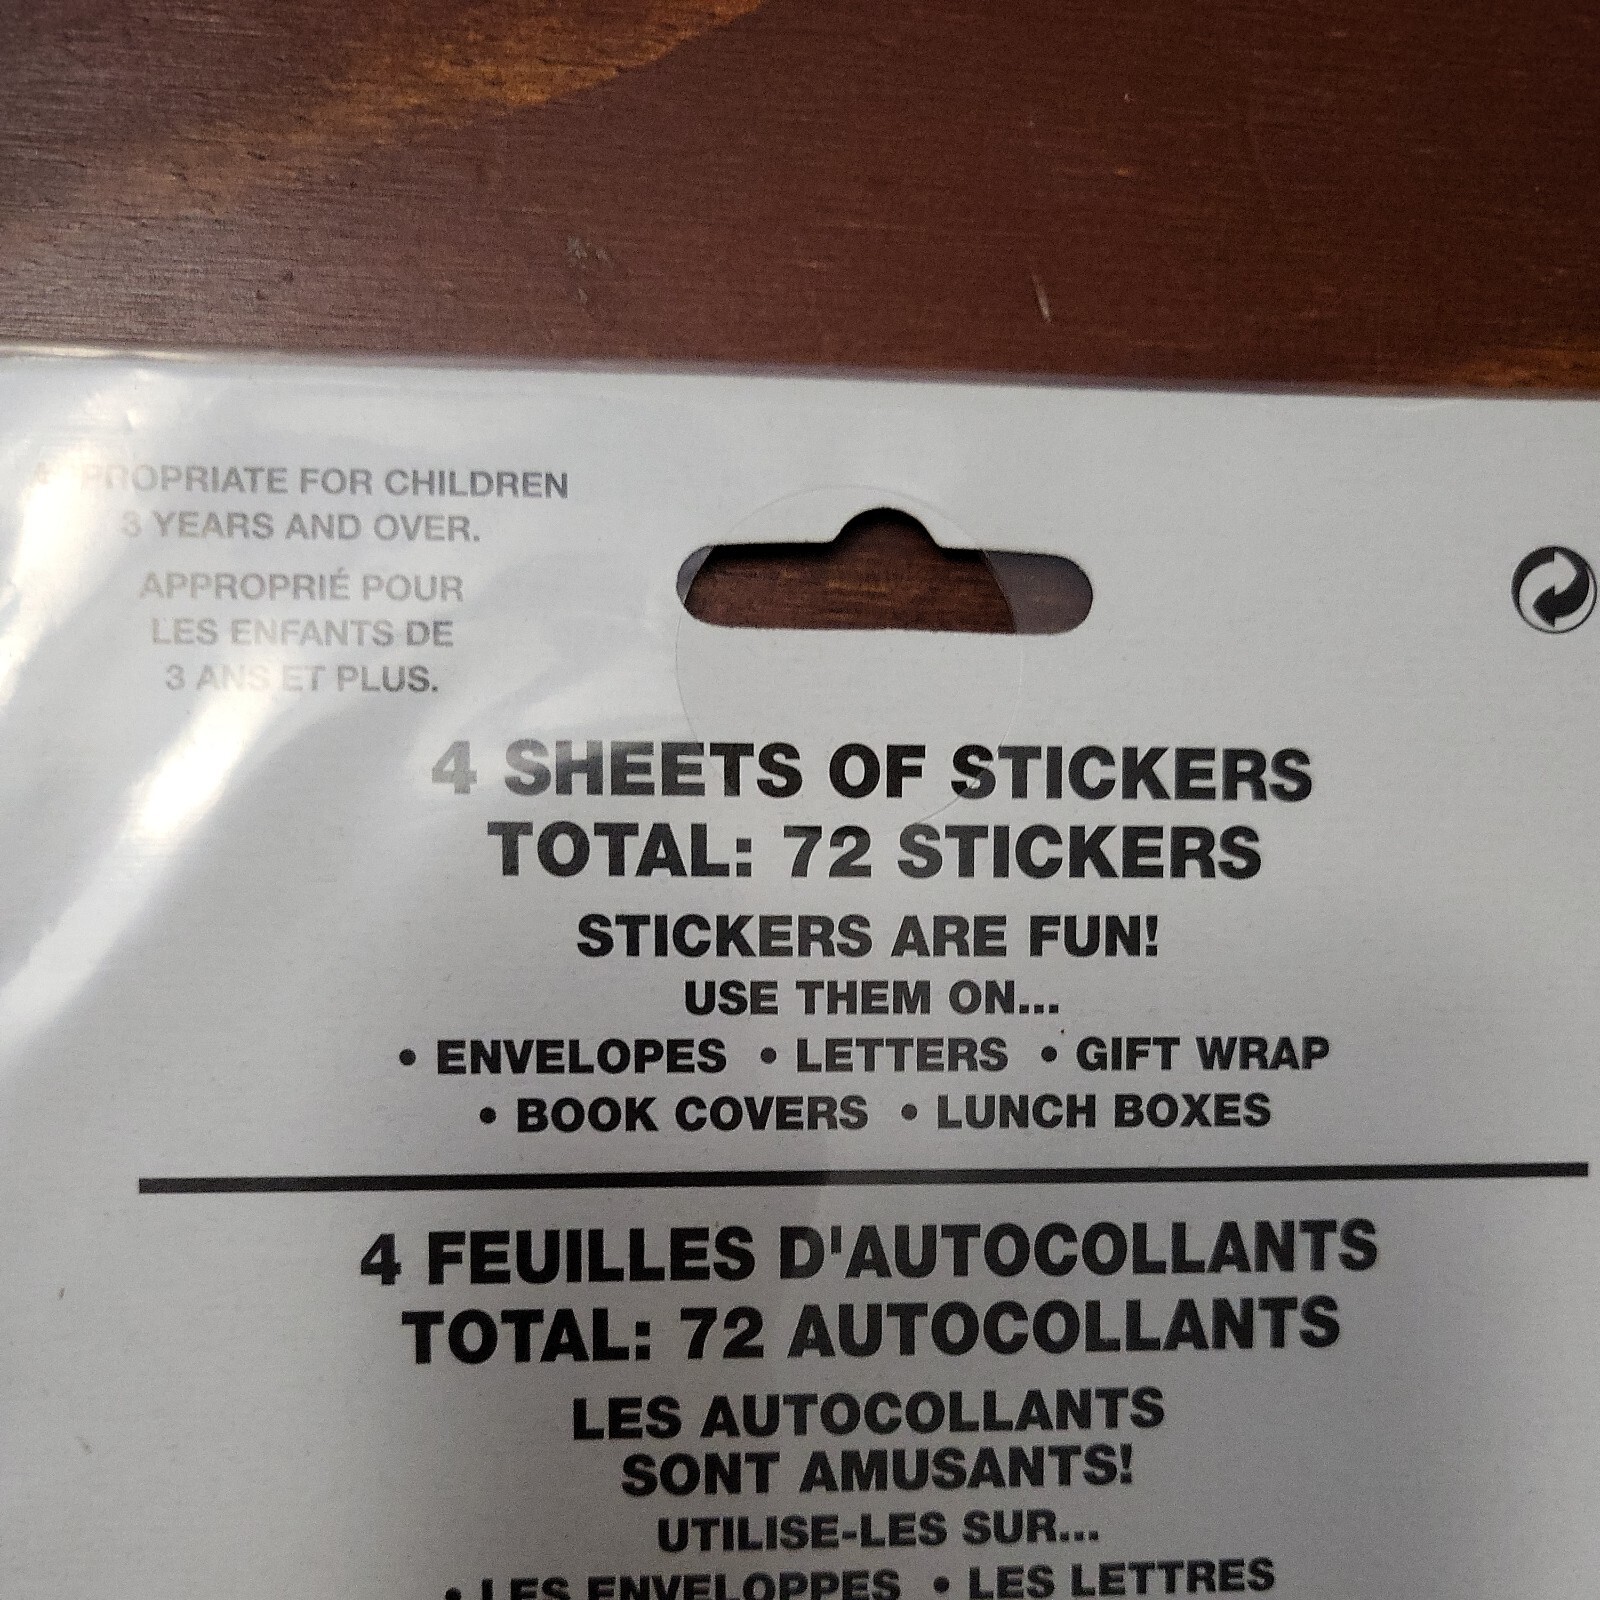 APPROPRIATE FOR CHILDREN
3 YEARS AND OVER.
APPROPRIÉ POUR
LES ENFANTS DE
3 ANS ET PLUS.
4 SHEETS OF STICKERS
TOTAL: 72 STICKERS
STICKERS ARE FUN!
USE THEM ON...
• ENVELOPES • LETTERS • GIFT WRAP
• BOOK COVERS • LUNCH BOXES
4 FEUILLES D'AUTOCOLLANTS
TOTAL: 72 AUTOCOLLANTS
LES AUTOCOLLANTS
SONT AMUSANTS!
UTILISE-LES SUR...
• LES ENVELOPPES • LES LETTRES